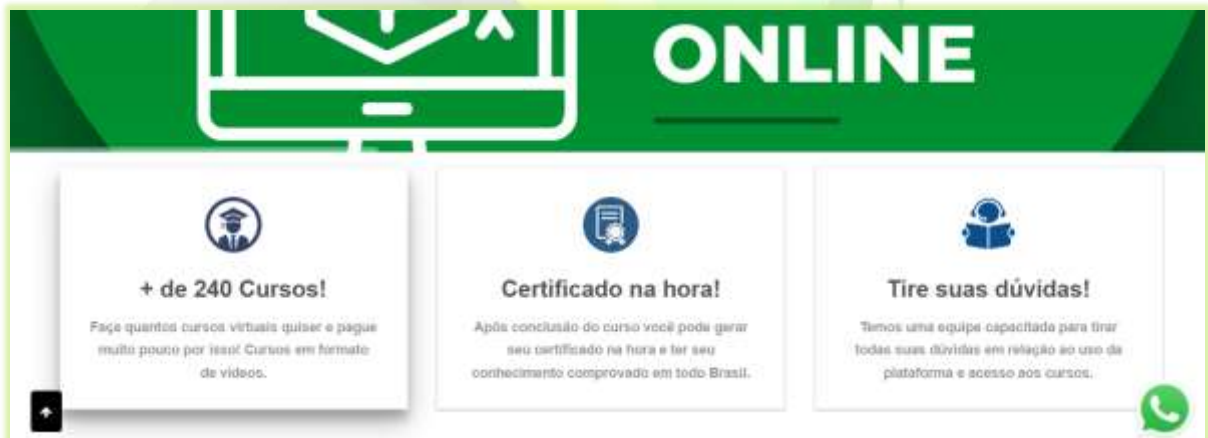 ONLINE
+ de 240 Cursos!
Faça quantos cursos virtuais quiser e pague
muito pouco por isso! Cursos em formato
de vídeos.
Certificado na hora!
Após conclusão do curso você pode gerar
seu certificado na hora e ter seu
conhecimento comprovado em todo Brasil.
Tire suas dúvidas!
Temos uma equipe capacitada para tirar
todas suas dúvidas em relação ao uso da
plataforma e acesso aos cursos.